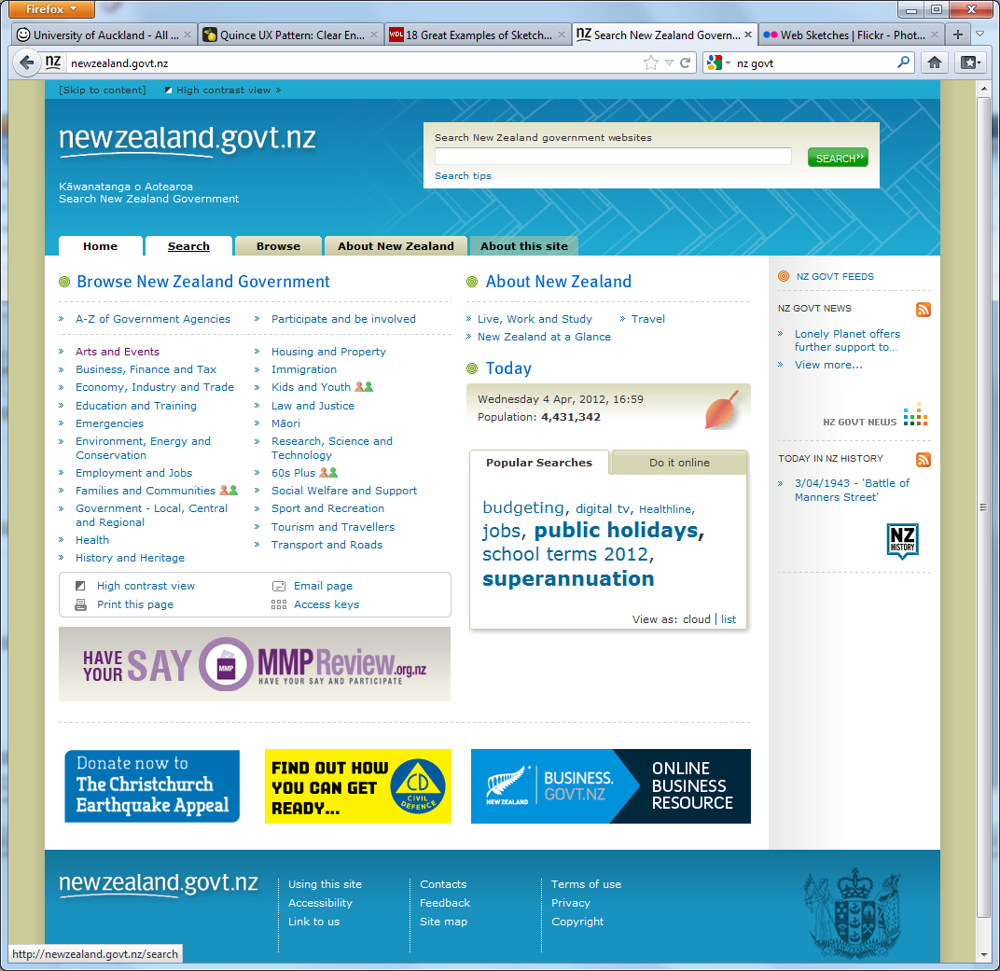 Firefox
University of Auckland - All ...
Quince UX Pattern: Clear En...
WDL 18 Great Examples of Sketch...
NZ Search New Zealand Govern...
Web Sketches | Flickr - Phot...
NZ newzealand.govt.nz
nz govt
[Skip to content] High contrast view »
newzealand.govt.nz
Kāwanatanga o Aotearoa
Search New Zealand Government
Search New Zealand government websites
SEARCH»
Search tips
Home Search Browse About New Zealand About this site
Browse New Zealand Government
A-Z of Government Agencies
Participate and be involved
Arts and Events
Business, Finance and Tax
Economy, Industry and Trade
Education and Training
Emergencies
Environment, Energy and
Conservation
Employment and Jobs
Families and Communities
Government - Local, Central
and Regional
Health
History and Heritage
Housing and Property
Immigration
Kids and Youth
Law and Justice
Māori
Research, Science and
Technology
60s Plus
Social Welfare and Support
Sport and Recreation
Tourism and Travellers
Transport and Roads
High contrast view
Print this page
Email page
Access keys
HAVE
YOUR
SAY
MMP
MMPReview.org.nz
HAVE YOUR SAY AND PARTICIPATE
About New Zealand
Live, Work and Study
Travel
New Zealand at a Glance
Today
Wednesday 4 Apr, 2012, 16:59
Population: 4,431,342
Popular Searches
Do it online
budgeting, digital tv, Healthline,
jobs, public holidays,
school terms 2012,
superannuation
View as: cloud | list
NZ GOVT FEEDS
NZ GOVT NEWS
Lonely Planet offers
further support to...
View more...
NZ GOVT NEWS
TODAY IN NZ HISTORY
3/04/1943 - 'Battle of
Manners Street'
NZ
HISTORY
Donate now to
The Christchurch
Earthquake Appeal
FIND OUT HOW
YOU CAN GET
READY...
CD
CIVIL
DEFENCE
NEW ZEALAND
BUSINESS.
GOVT.NZ
ONLINE
BUSINESS
RESOURCE
newzealand.govt.nz
Using this site
Accessibility
Link to us
Contacts
Feedback
Site map
Terms of use
Privacy
Copyright
http://newzealand.govt.nz/search